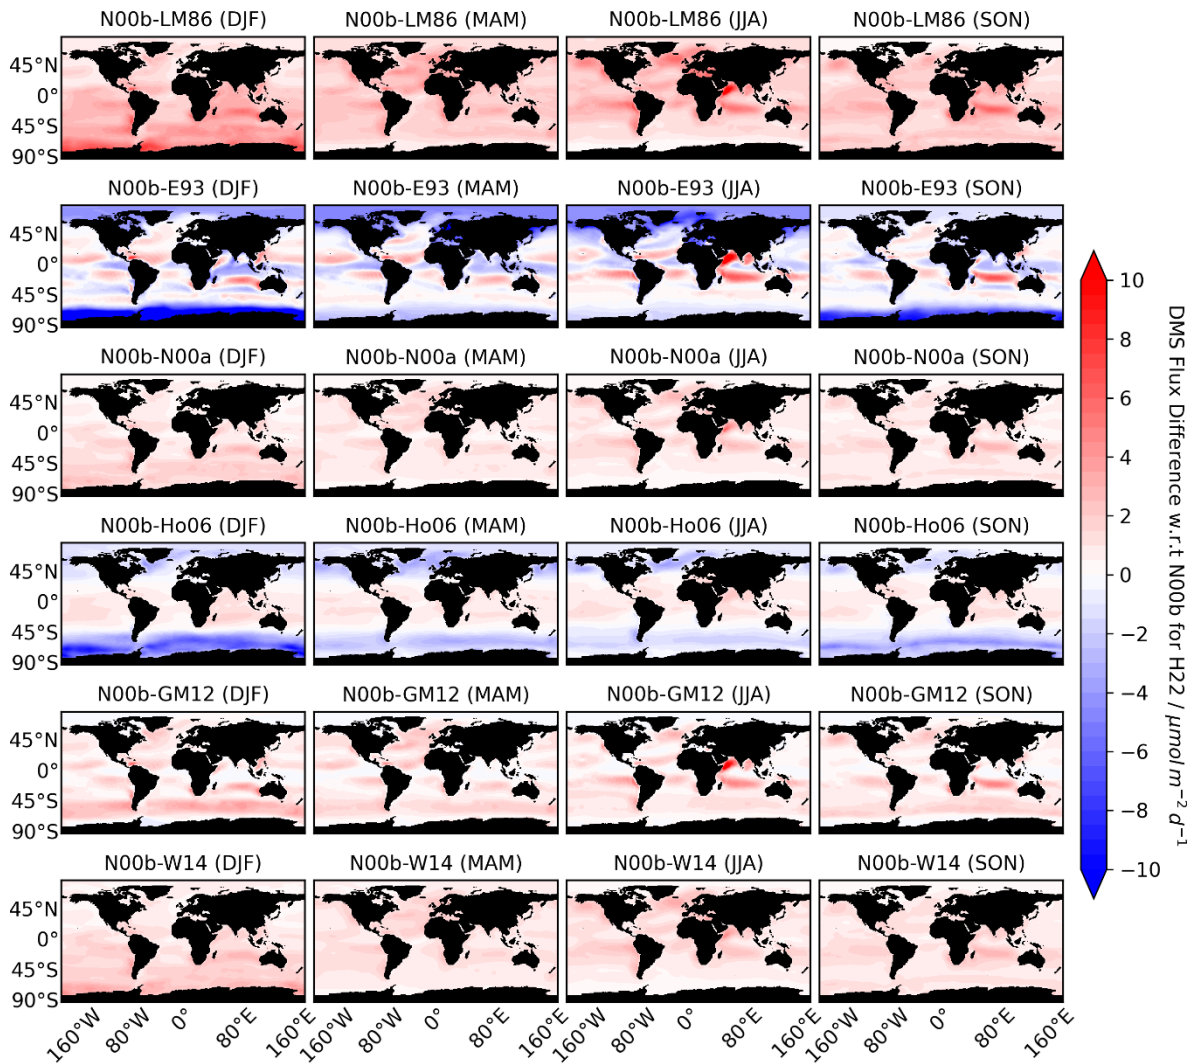 N00b-LM86 (DJF) N00b-LM86 (MAM) N00b-LM86 (JJA) N00b-LM86 (SON)
45°N
0°
45°S
90°S
N00b-E93 (DJF) N00b-E93 (MAM) N00b-E93 (JJA) N00b-E93 (SON)
45°N
0°
45°S
90°S
N00b-N00a (DJF) N00b-N00a (MAM) N00b-N00a (JJA) N00b-N00a (SON)
45°N
0°
45°S
90°S
N00b-Ho06 (DJF) N00b-Ho06 (MAM) N00b-Ho06 (JJA) N00b-Ho06 (SON)
45°N
0°
45°S
90°S
N00b-GM12 (DJF) N00b-GM12 (MAM) N00b-GM12 (JJA) N00b-GM12 (SON)
45°N
0°
45°S
90°S
N00b-W14 (DJF) N00b-W14 (MAM) N00b-W14 (JJA) N00b-W14 (SON)
45°N
0°
45°S
90°S
160°W 80°W 0° 80°E 160°E 160°W 80°W 0° 80°E 160°E 160°W 80°W 0° 80°E 160°E 160°W 80°W 0° 80°E 160°E
10
8
6
4
2
0
−2
−4
−6
−8
−10
DMS Flux Difference w.r.t N00b for H22 / μmol m⁻² d⁻¹